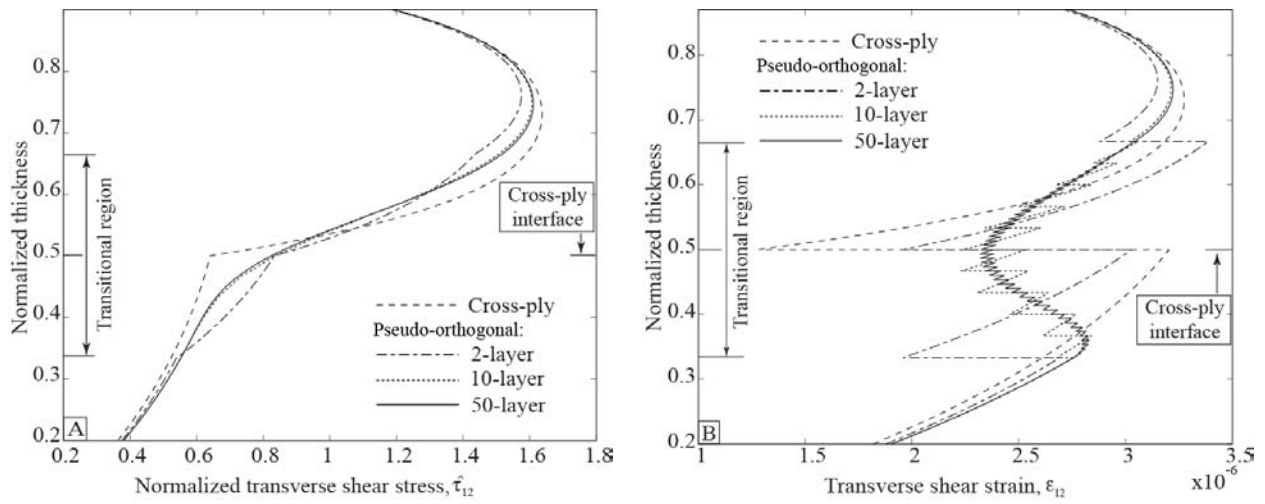 0.8
0.7
0.6
0.5
0.4
0.3
0.2
Normalized thickness
Transitional region
Cross-ply
interface
Cross-ply
Pseudo-orthogonal:
2-layer
10-layer
50-layer
A
0.2 0.4 0.6 0.8 1 1.2 1.4 1.6 1.8
Normalized transverse shear stress, τ̂₁₂
0.8
0.7
0.6
0.5
0.4
0.3
0.2
Normalized thickness
Transitional region
Cross-ply
Pseudo-orthogonal:
2-layer
10-layer
50-layer
Cross-ply
interface
B
1 1.5 2 2.5 3 3.5
x10⁻⁶
Transverse shear strain, ε₁₂